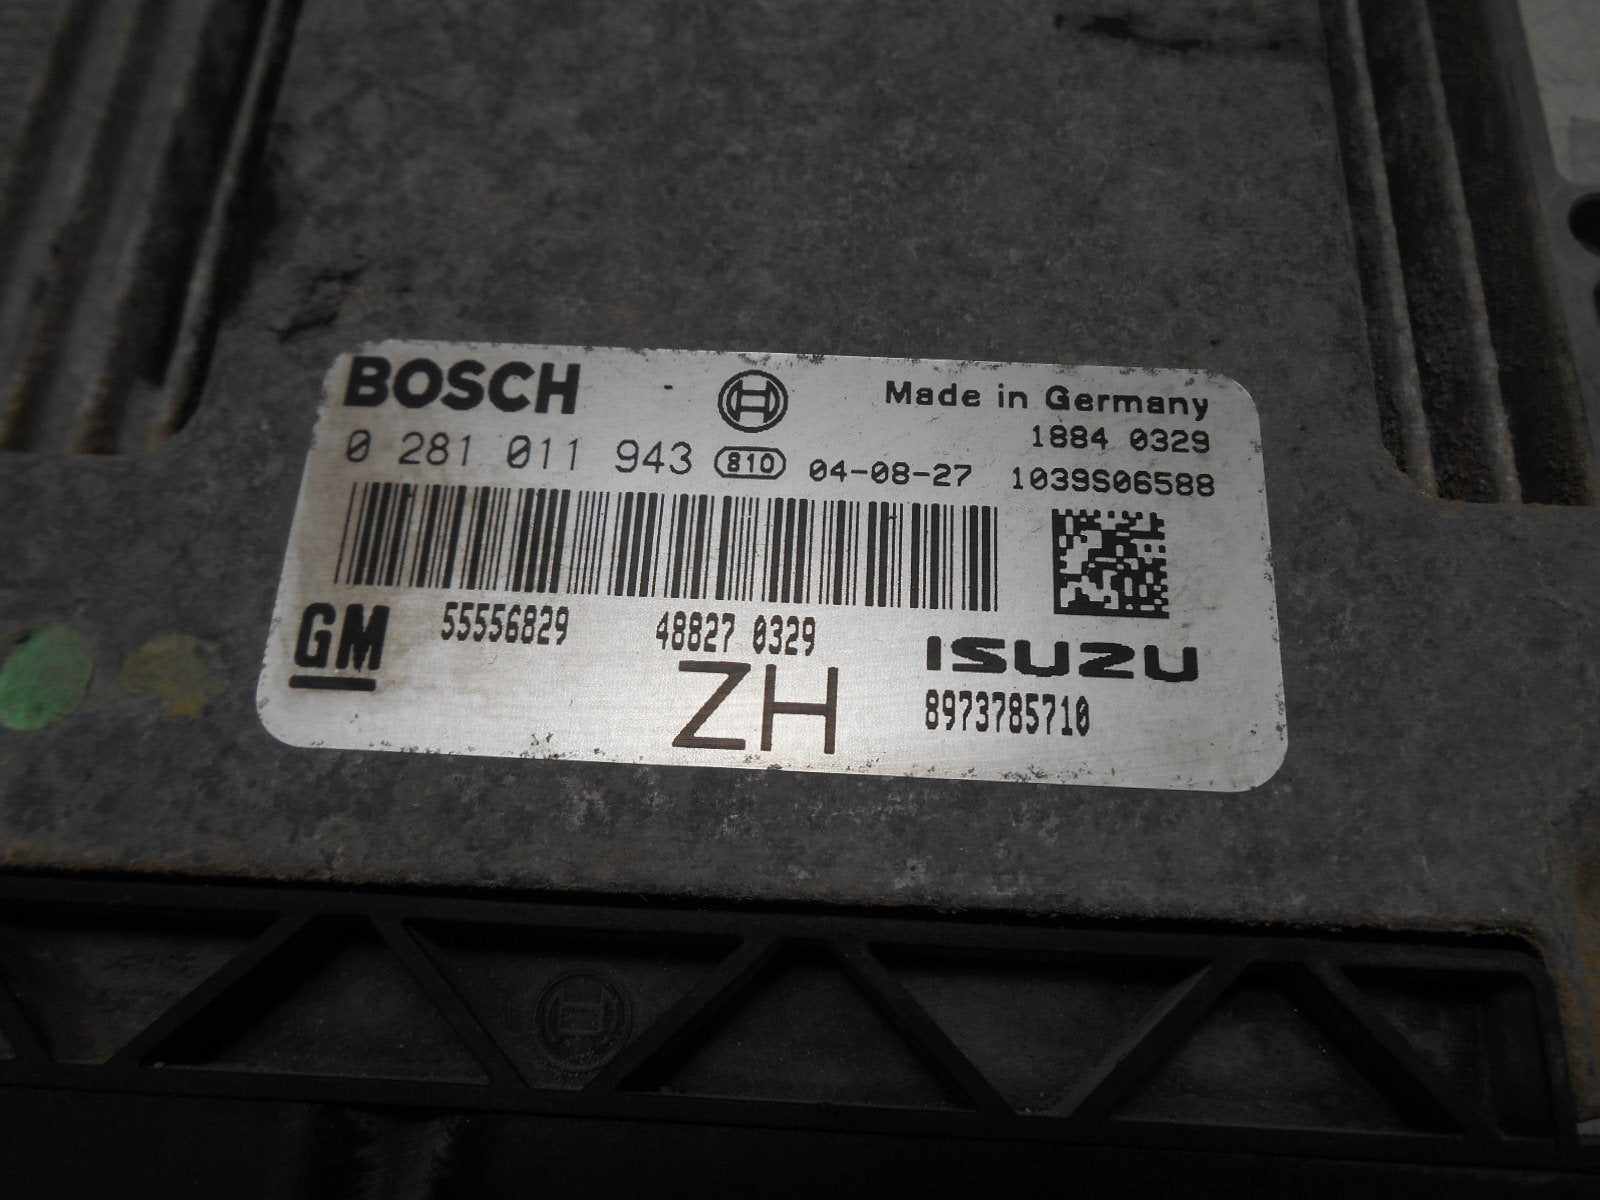 BOSCH
Made in Germany
1884 0329
0 281 011 943 810 04-08-27 1039S06588
GM 55556829 48827 0329 ISUZU
ZH 8973785710